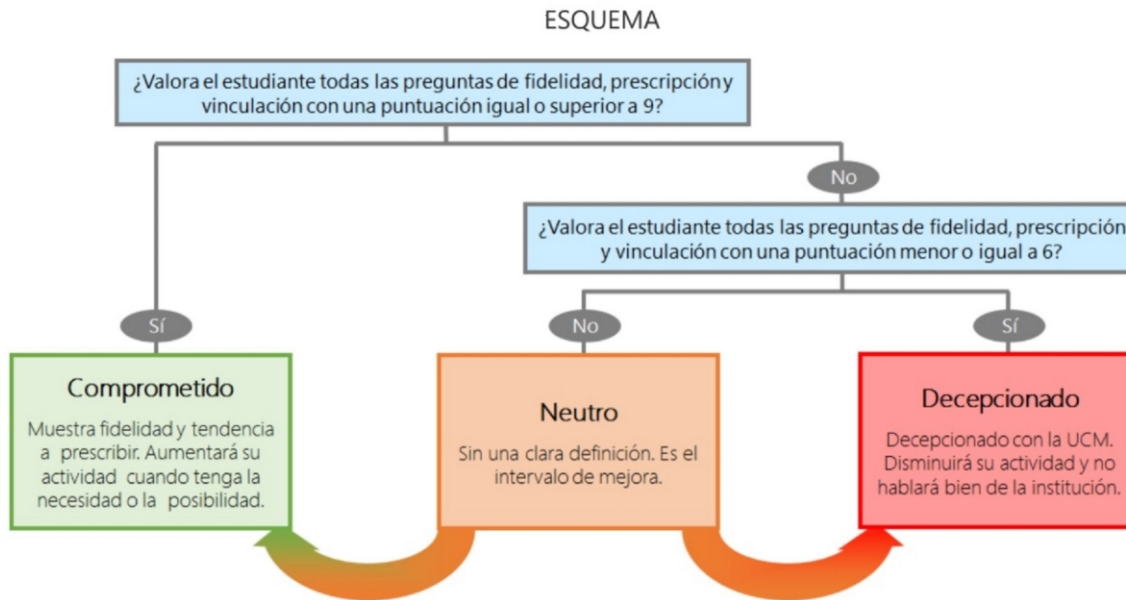 ESQUEMA
¿Valora el estudiante todas las preguntas de fidelidad, prescripción y
vinculación con una puntuación igual o superior a 9?
No
¿Valora el estudiante todas las preguntas de fidelidad, prescripción
y vinculación con una puntuación menor o igual a 6?
Sí
No
Sí
Comprometido
Muestra fidelidad y tendencia
a prescribir. Aumentará su
actividad cuando tenga la
necesidad o la posibilidad.
Neutro
Sin una clara definición. Es el
intervalo de mejora.
Decepcionado
Decepcionado con la UCM.
Disminuirá su actividad y no
hablará bien de la institución.